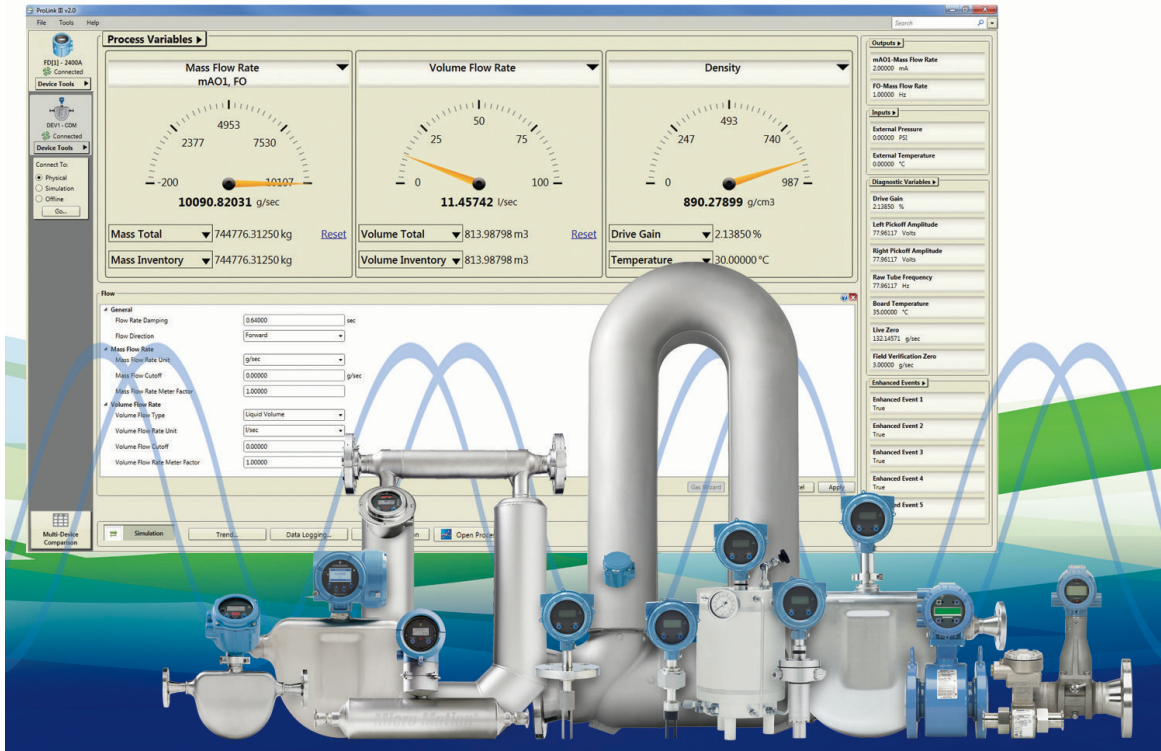 ProLink III v2.0
File Tools Help
Search
FD[1] - 2400A
Connected
Device Tools
DEV1 - CDM
Connected
Device Tools
Connect To:
Physical
Simulation
Offline
Go...
Multi-Device
Comparison
Process Variables
Mass Flow Rate
mAO1, FO
-200 2377 4953 7530 10107
10090.82031 g/sec
Mass Total 744776.31250 kg Reset
Mass Inventory 744776.31250 kg
Volume Flow Rate
0 25 50 75 100
11.45742 l/sec
Volume Total 813.98798 m3 Reset
Volume Inventory 813.98798 m3
Density
0 247 493 740 987
890.27899 g/cm3
Drive Gain 2.13850 %
Temperature 30.00000 °C
Flow
General
Flow Rate Damping 0.64000 sec
Flow Direction Forward
Mass Flow Rate
Mass Flow Rate Unit g/sec
Mass Flow Cutoff 0.00000 g/sec
Mass Flow Rate Meter Factor 1.00000
Volume Flow Rate
Volume Flow Type Liquid Volume
Volume Flow Rate Unit l/sec
Volume Flow Cutoff 0.00000
Volume Flow Rate Meter Factor 1.00000
Gas Wizard
Apply
Simulation
Trend...
Data Logging...
Outputs
mAO1-Mass Flow Rate
2.00000 mA
FO-Mass Flow Rate
1.00000 Hz
Inputs
External Pressure
0.00000 PSI
External Temperature
0.00000 °C
Diagnostic Variables
Drive Gain
2.13850 %
Left Pickoff Amplitude
77.96117 Volts
Right Pickoff Amplitude
77.96117 Volts
Raw Tube Frequency
77.96117 Hz
Board Temperature
35.00000 °C
Live Zero
132.14571 g/sec
Field Verification Zero
3.00000 g/sec
Enhanced Events
Enhanced Event 1
True
Enhanced Event 2
True
Enhanced Event 3
True
Enhanced Event 4
True
Event 5
Micro Motion